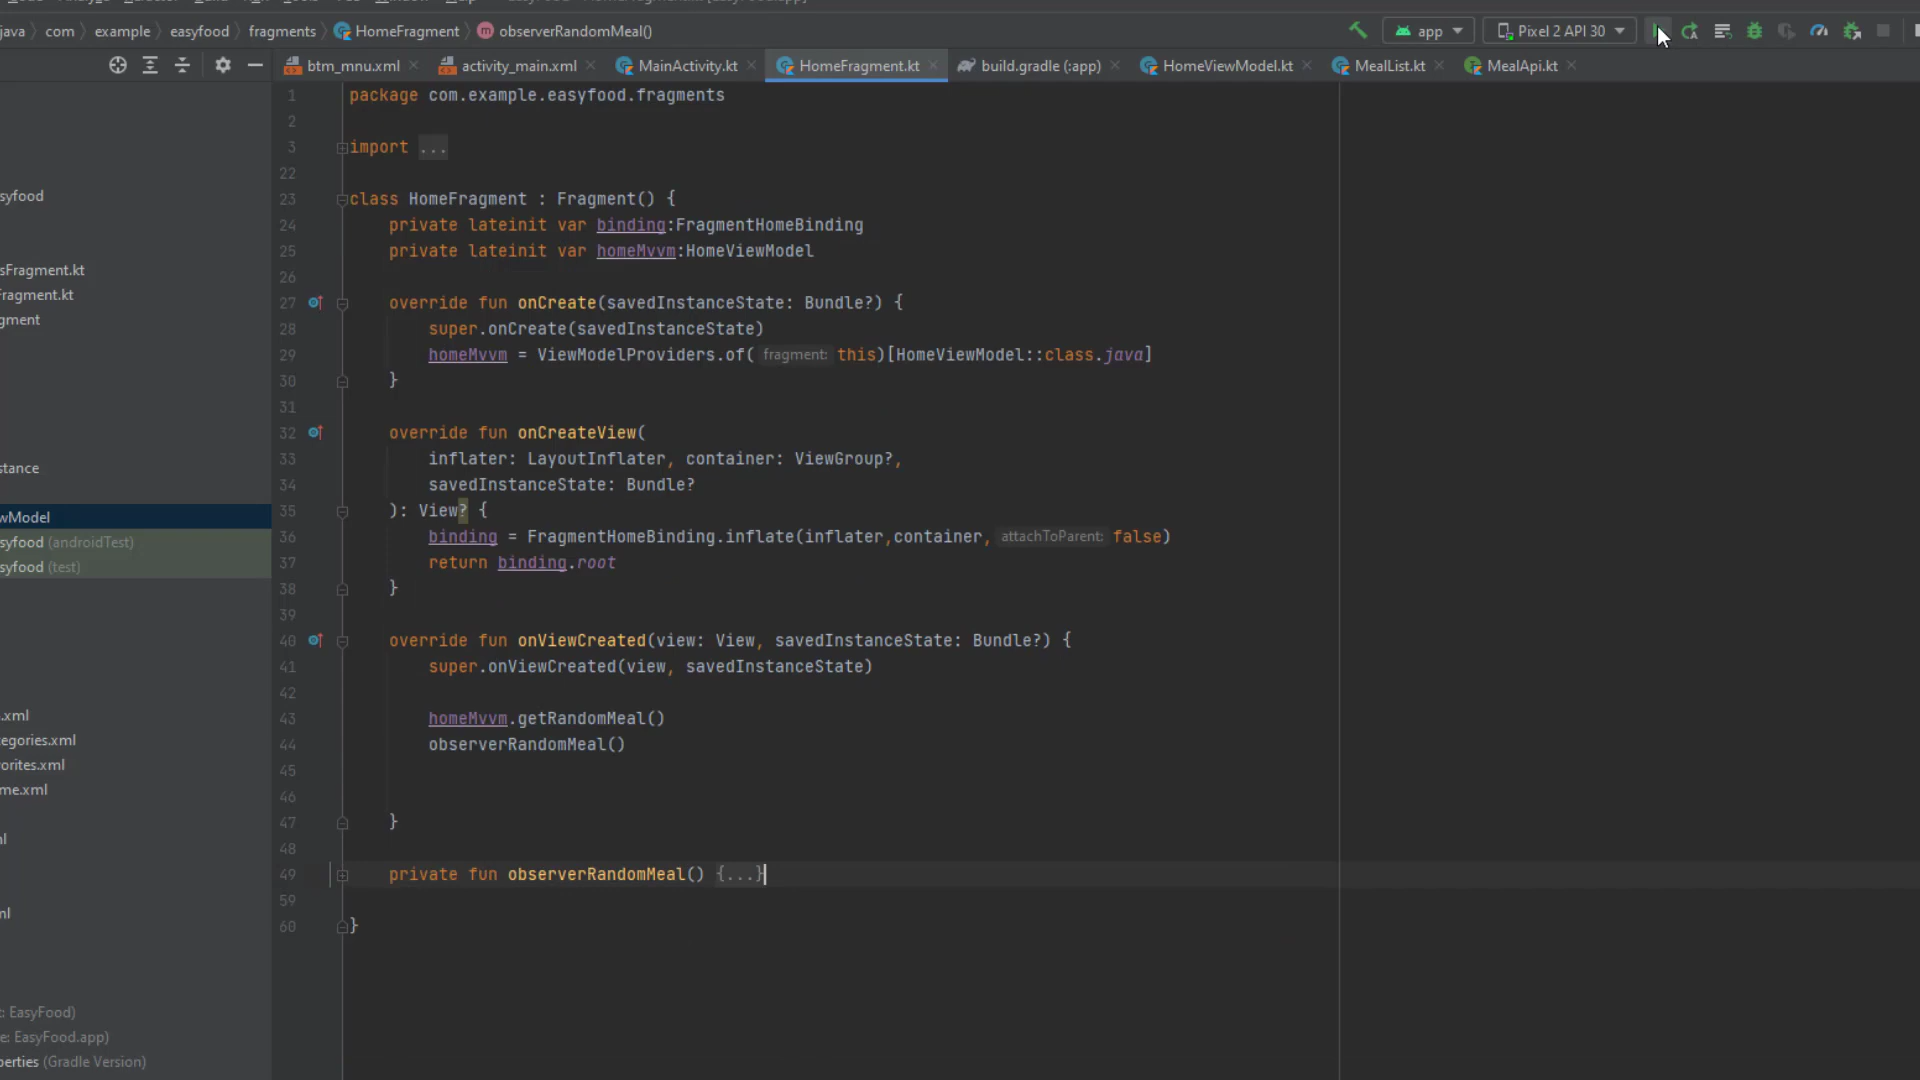 java com example easyfood fragments HomeFragment observerRandomMeal() app Pixel 2 API 30
btm_mnu.xml activity_main.xml MainActivity.kt HomeFragment.kt build.gradle (:app) HomeViewModel.kt MealList.kt MealApi.kt
syfood
sFragment.kt
ragment.kt
gment
stance
wModel
syfood (androidTest)
syfood (test)
.xml
egories.xml
orites.xml
me.xml
ml
ml
: EasyFood)
e: EasyFood.app)
perties (Gradle Version)
1 package com.example.easyfood.fragments
2
3 import ...
22
23 class HomeFragment : Fragment() {
24 private lateinit var binding:FragmentHomeBinding
25 private lateinit var homeMvvm:HomeViewModel
26
27 override fun onCreate(savedInstanceState: Bundle?) {
28 super.onCreate(savedInstanceState)
29 homeMvvm = ViewModelProviders.of( fragment: this)[HomeViewModel::class.java]
30 }
31
32 override fun onCreateView(
33 inflater: LayoutInflater, container: ViewGroup?,
34 savedInstanceState: Bundle?
35 ): View? {
36 binding = FragmentHomeBinding.inflate(inflater,container, attachToParent: false)
37 return binding.root
38 }
39
40 override fun onViewCreated(view: View, savedInstanceState: Bundle?) {
41 super.onViewCreated(view, savedInstanceState)
42
43 homeMvvm.getRandomMeal()
44 observerRandomMeal()
45
46
47 }
48
49 private fun observerRandomMeal() {...}
59
60 }